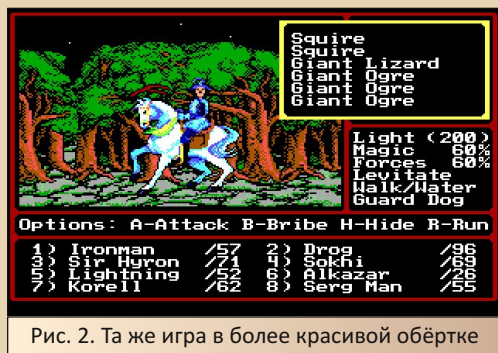 Squire
Squire
Giant Lizard
Giant Ogre
Giant Ogre
Giant Ogre
Light (200)
Magic 60%
Forces 60%
Levitate
Walk/Water
Guard Dog
Options: A-Attack B-Bribe H-Hide R-Run
1) Ironman /57 2) Drog /96
3) Sir Hyron /71 4) Sokhi /69
5) Lightning /52 6) Alkazar /26
7) Korell /62 8) Serg Man /55
Рис. 2. Та же игра в более красивой обёртке